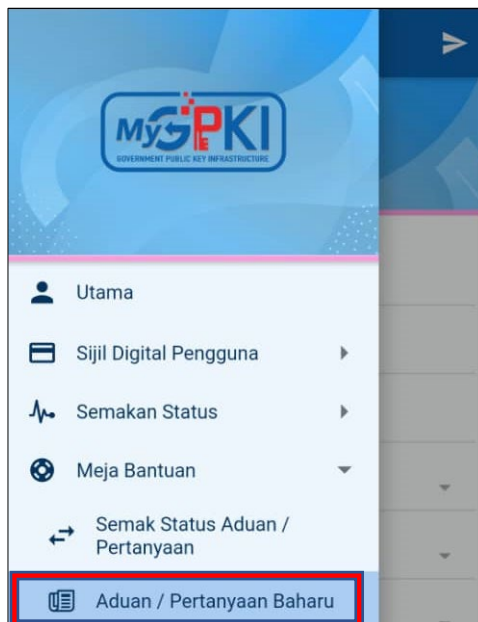 MyGPKI
GOVERNMENT PUBLIC KEY INFRASTRUCTURE
Utama
Sijil Digital Pengguna
Semakan Status
Meja Bantuan
Semak Status Aduan /
Pertanyaan
Aduan / Pertanyaan Baharu